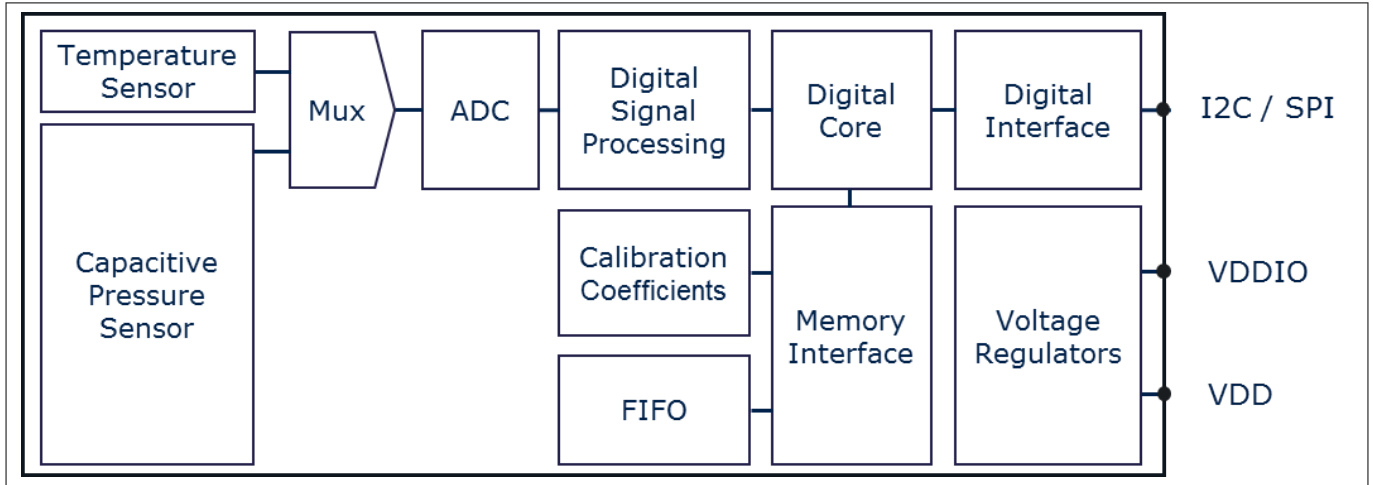 Temperature
Sensor
Mux
ADC
Digital
Signal
Processing
Digital
Core
Digital
Interface
I2C / SPI
Capacitive
Pressure
Sensor
Calibration
Coefficients
Memory
Interface
Voltage
Regulators
VDDIO
FIFO
VDD